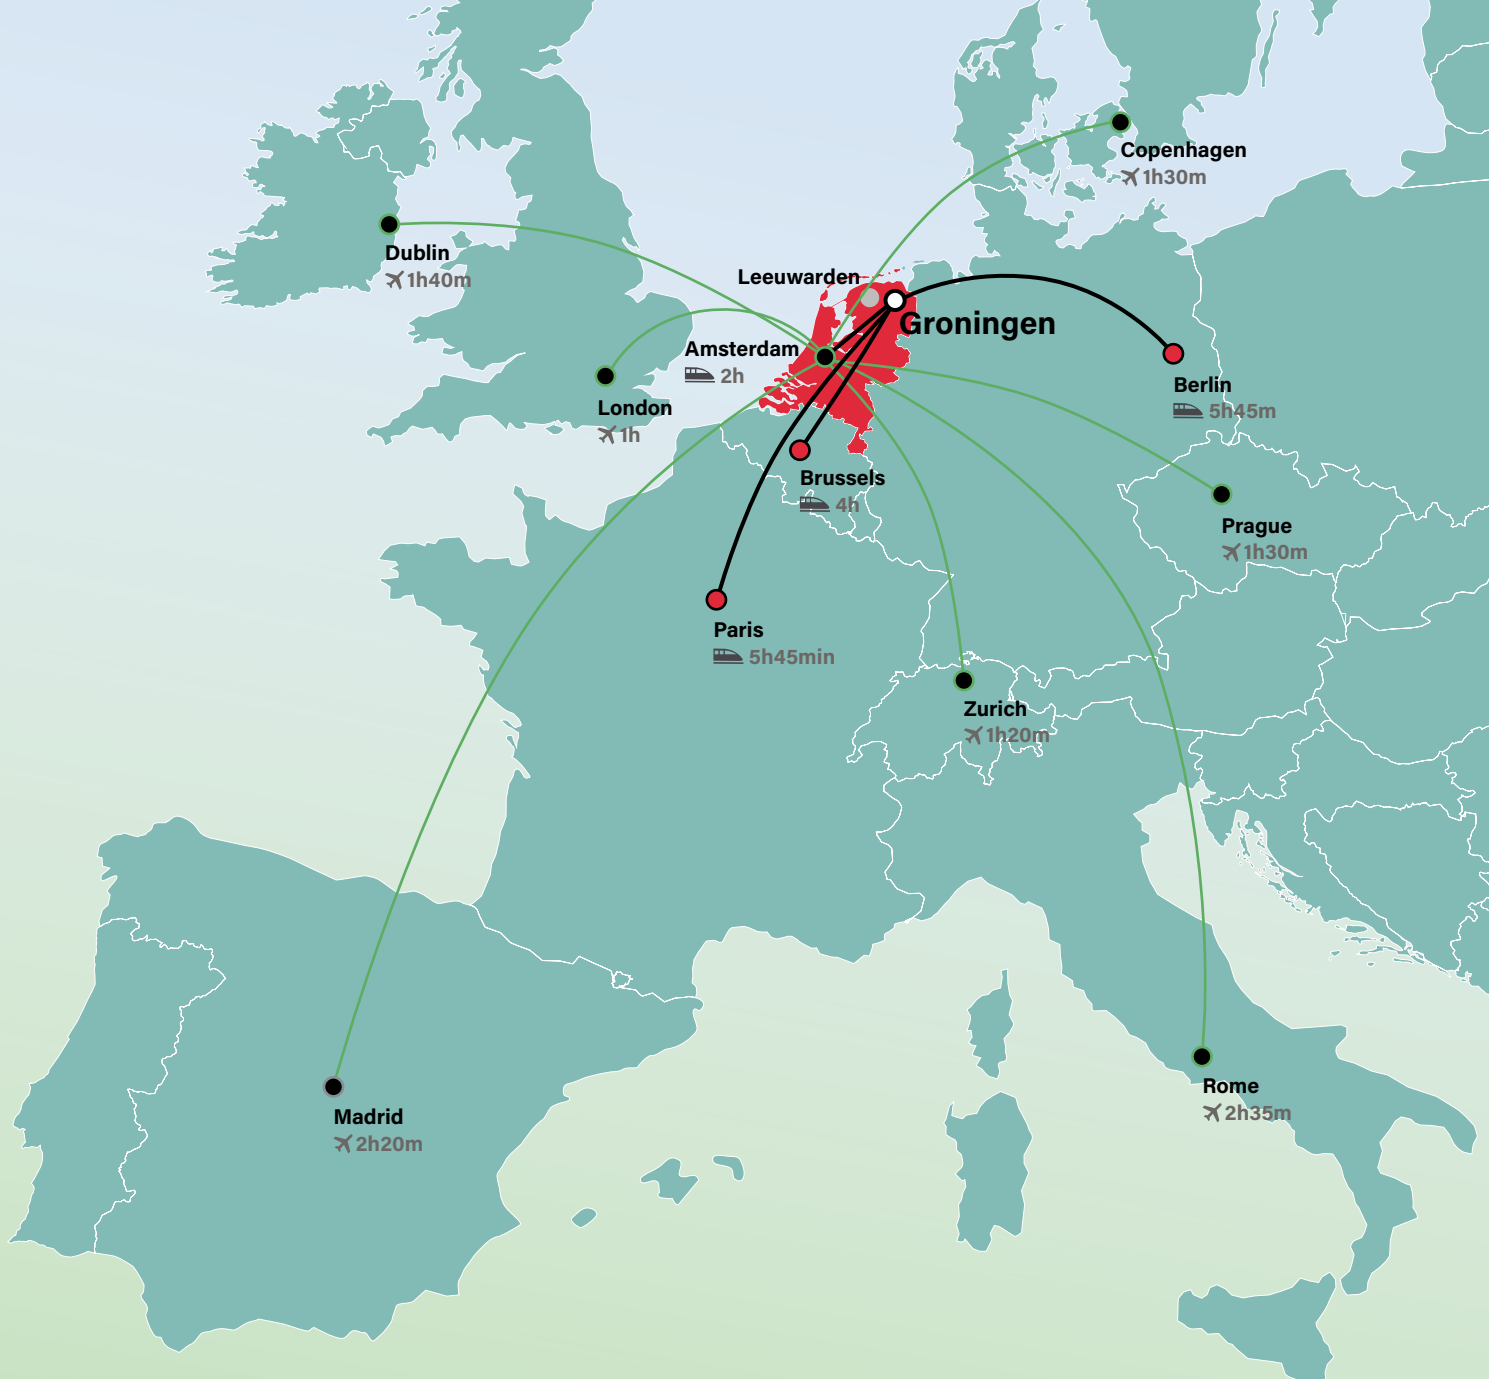 Copenhagen
1h30m
Dublin
1h40m
Leeuwarden
Groningen
Amsterdam
2h
Berlin
5h45m
London
1h
Brussels
4h
Prague
1h30m
Paris
5h45min
Zurich
1h20m
Rome
2h35m
Madrid
2h20m